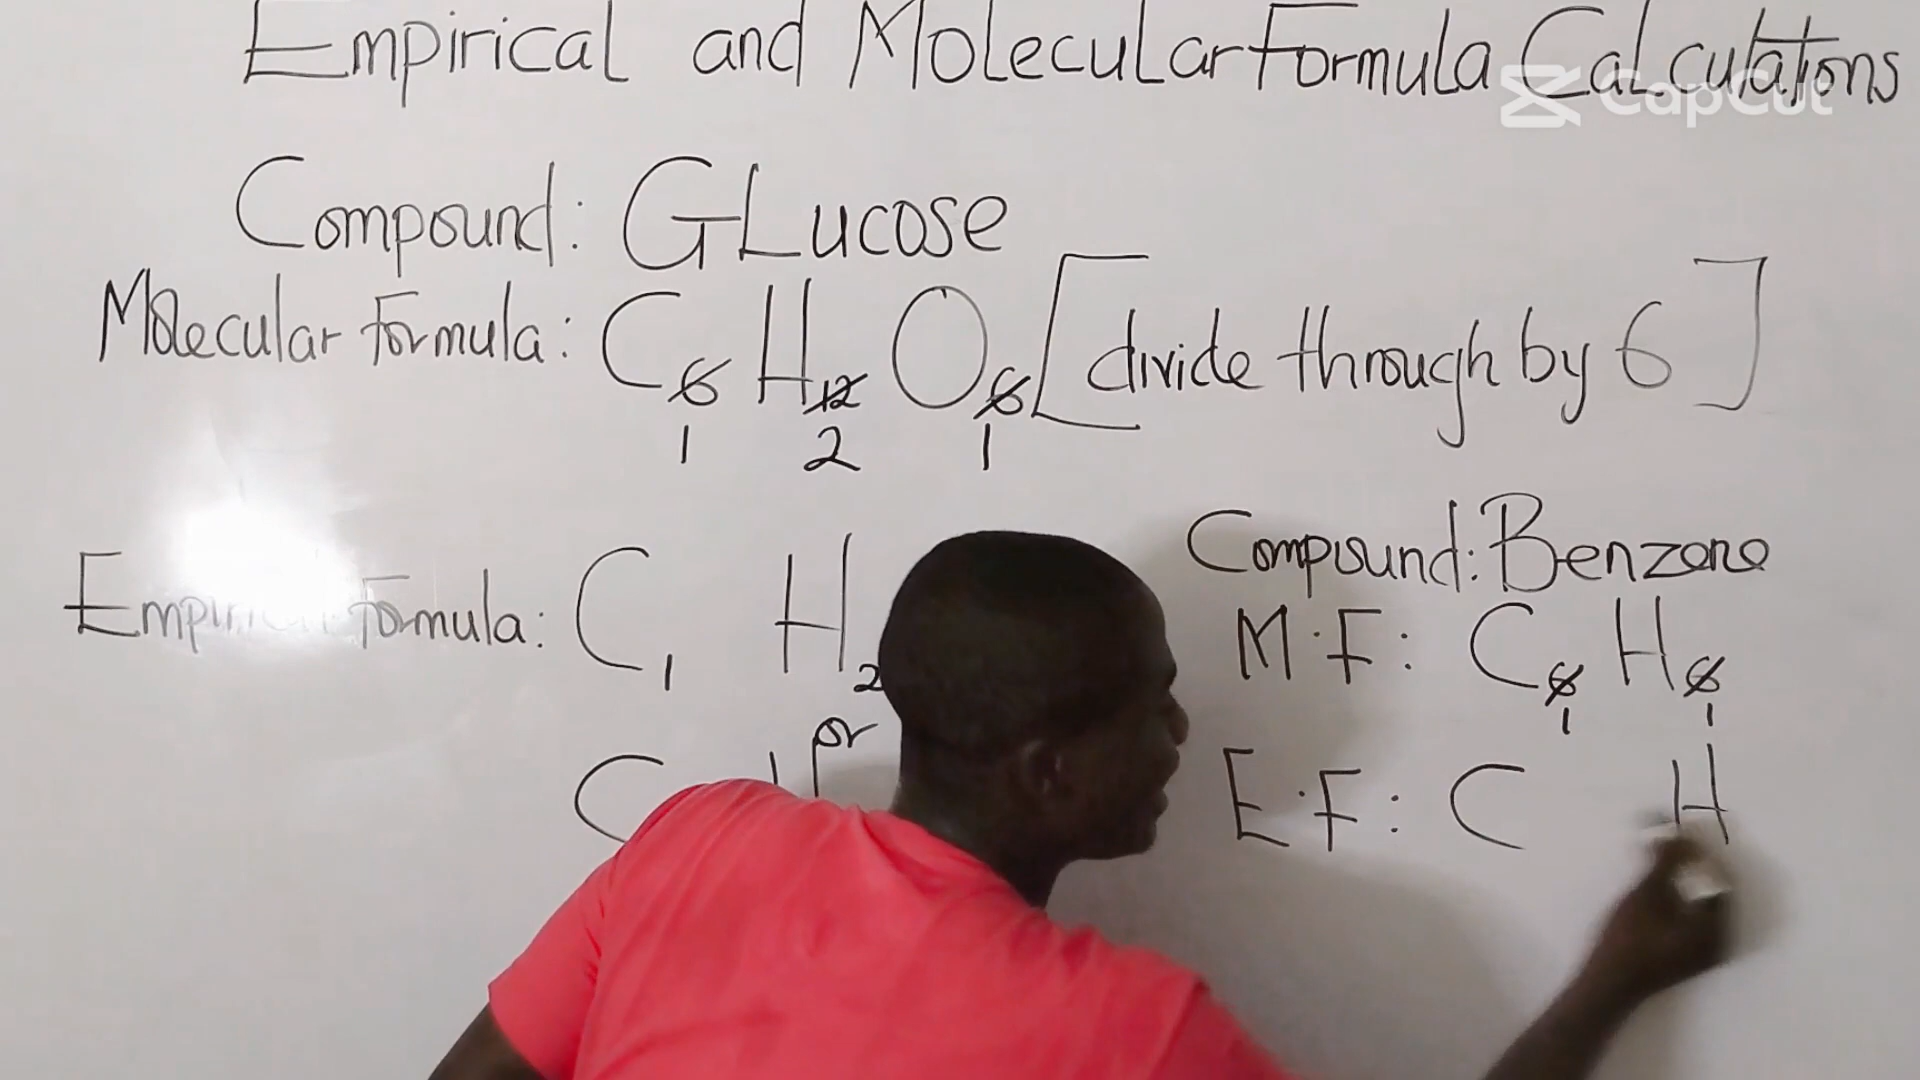 Empirical and Molecular Formula Calculations
CapCut
Compound: Glucose
Molecular formula: C6 H12 O6 [divide through by 6]
1 2 1
Empirical formula: C1 H2
or
C H
Compound: Benzene
M.F: C6 H6
1 1
E.F: C H